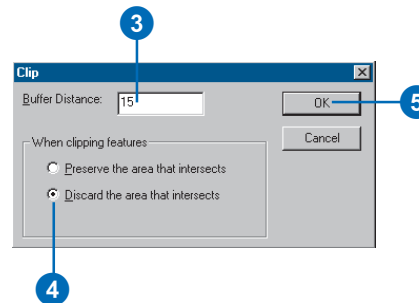 3
Clip
Buffer Distance: 15
OK
5
Cancel
When clipping features
Preserve the area that intersects
Discard the area that intersects
4